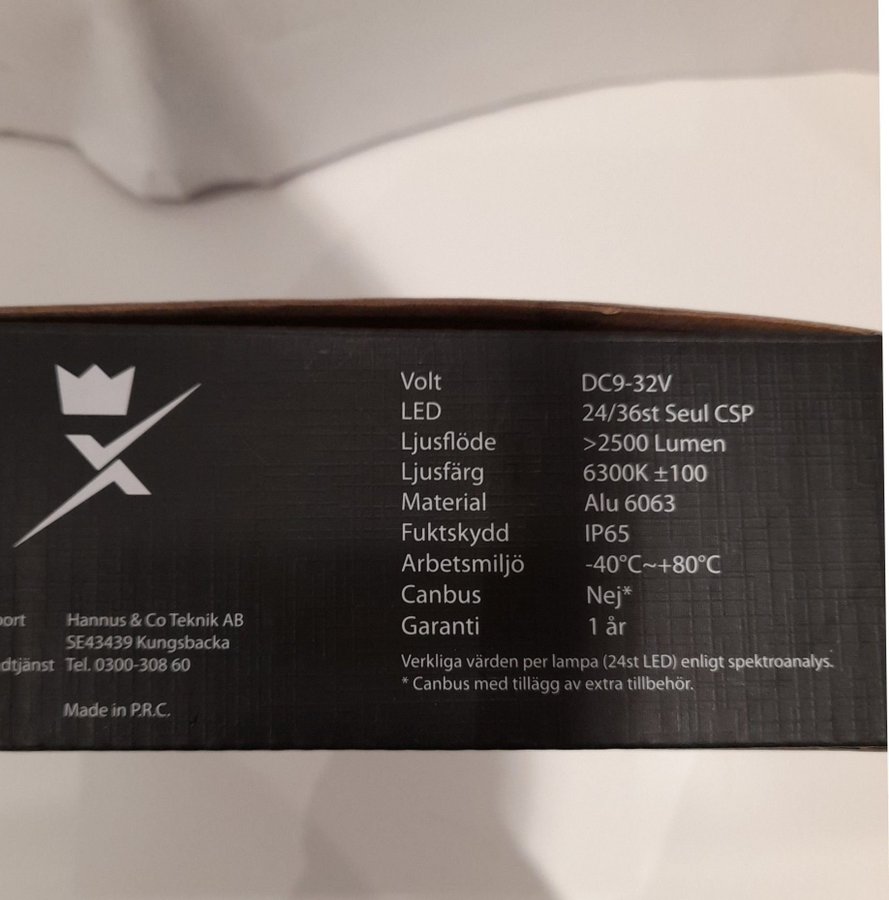 Volt DC9-32V
LED 24/36st Seul CSP
Ljusflöde >2500 Lumen
Ljusfärg 6300K ±100
Material Alu 6063
Fuktskydd IP65
Arbetsmiljö -40°C~+80°C
Canbus Nej*
Garanti 1 år
Verkliga värden per lampa (24st LED) enligt spektroanalys.
* Canbus med tillägg av extra tillbehör.
port Hannus & Co Teknik AB
SE43439 Kungsbacka
dtjänst Tel. 0300-308 60
Made in P.R.C.